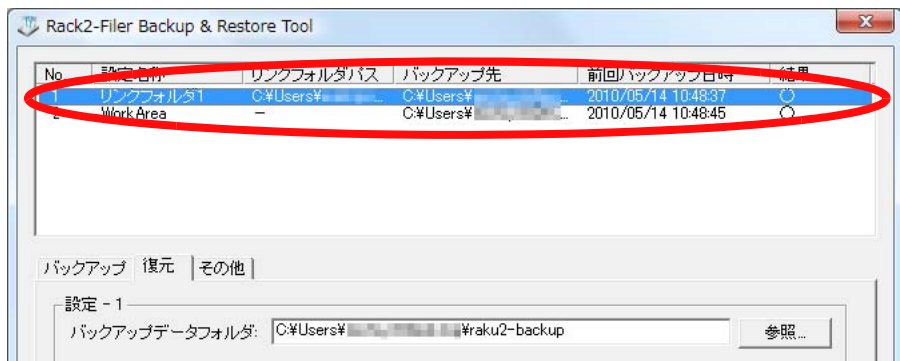 Rack2-Filer Backup & Restore Tool
No 設定名称 リンクフォルダパス バックアップ先 前回バックアップ日時 結果
1 リンクフォルダ1 C:¥Users¥ ... C:¥Users¥ ... 2010/05/14 10:48:37 ○
2 WorkArea — C:¥Users¥ ... 2010/05/14 10:48:45 ○
バックアップ 復元 その他
設定 - 1
バックアップデータフォルダ: C:¥Users¥ ¥raku2-backup 参照...